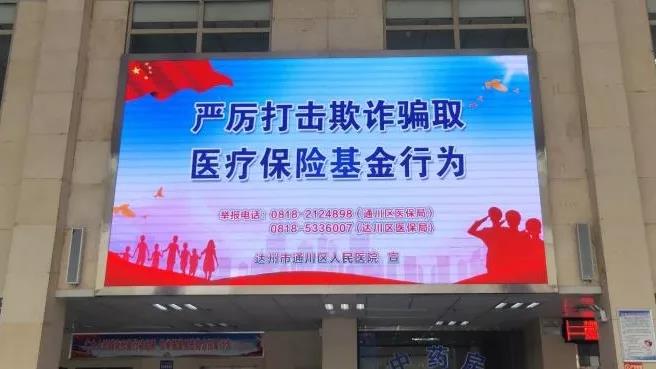 严厉打击欺诈骗取
医疗保险基金行为
举报电话：0818-2124898（通川区医保局）
0818-5336007（达川区医保局）
达州市通川区人民医院 宣
中药房